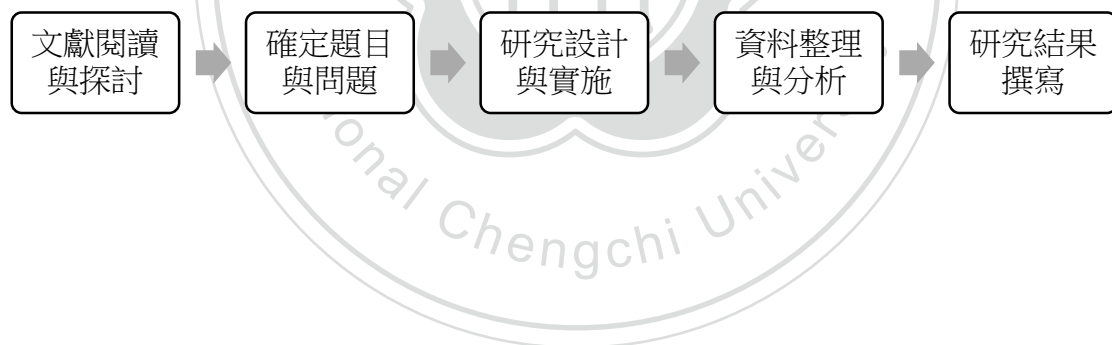 文獻閱讀
與探討
確定題目
與問題
研究設計
與實施
資料整理
與分析
研究結果
撰寫
onal Chengchi Univer